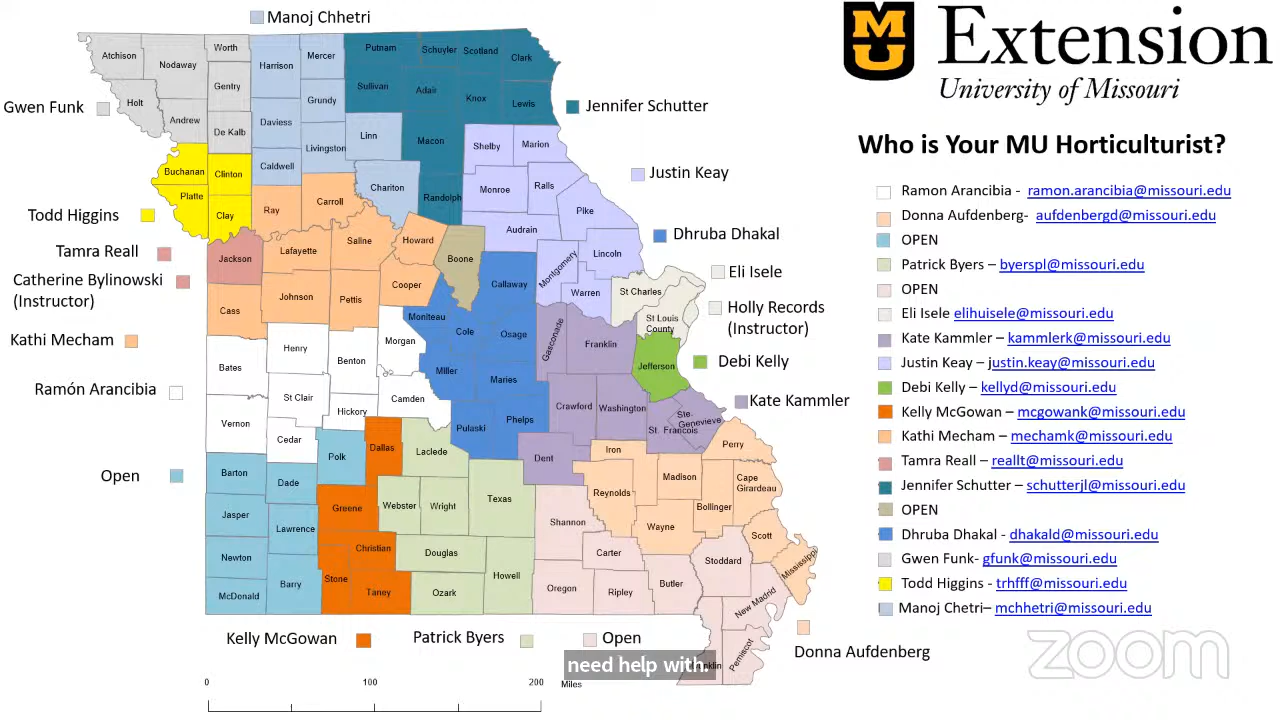 Manoj Chhetri
Gwen Funk
Jennifer Schutter
Justin Keay
Todd Higgins
Dhruba Dhakal
Tamra Reall
Eli Isele
Catherine Bylinowski
(Instructor)
Holly Records
(Instructor)
Kathi Mecham
Debi Kelly
Ramón Arancibia
Kate Kammler
Open
Kelly McGowan
Patrick Byers
Open
Donna Aufdenberg
Atchison
Nodaway
Worth
Gentry
Holt
Andrew
De Kalb
Harrison
Mercer
Daviess
Grundy
Livingston
Caldwell
Linn
Chariton
Putnam
Schuyler
Scotland
Clark
Sullivan
Adair
Knox
Lewis
Macon
Randolph
Shelby
Marion
Monroe
Ralls
Pike
Audrain
Montgomery
Lincoln
Warren
Buchanan
Clinton
Platte
Clay
Ray
Carroll
Jackson
Lafayette
Saline
Howard
Cooper
Cass
Johnson
Pettis
Boone
Callaway
Moniteau
Cole
Osage
Miller
Maries
Pulaski
Phelps
St Charles
St Louis
County
Gasconade
Franklin
Jefferson
Crawford
Washington
St. Francois
Ste.
Genevieve
Dent
Bates
Henry
Benton
Morgan
St Clair
Hickory
Camden
Vernon
Cedar
Polk
Dallas
Laclede
Barton
Dade
Greene
Webster
Wright
Texas
Jasper
Lawrence
Christian
Douglas
Newton
Barry
Stone
Taney
Ozark
Howell
McDonald
Iron
Perry
Reynolds
Madison
Cape
Girardeau
Bollinger
Wayne
Scott
Mississippi
Shannon
Carter
Oregon
Ripley
Butler
Stoddard
New Madrid
Pemiscot
need help with.
0 100 200 Miles
MU Extension
University of Missouri
Who is Your MU Horticulturist?
Ramon Arancibia - ramon.arancibia@missouri.edu
Donna Aufdenberg- aufdenbergd@missouri.edu
OPEN
Patrick Byers – byerspl@missouri.edu
OPEN
Eli Isele elihuisele@missouri.edu
Kate Kammler - kammlerk@missouri.edu
Justin Keay - justin.keay@missouri.edu
Debi Kelly - kellyd@missouri.edu
Kelly McGowan - mcgowank@missouri.edu
Kathi Mecham - mechamk@missouri.edu
Tamra Reall – reallt@missouri.edu
Jennifer Schutter – schutterjl@missouri.edu
OPEN
Dhruba Dhakal - dhakald@missouri.edu
Gwen Funk- gfunk@missouri.edu
Todd Higgins - trhfff@missouri.edu
Manoj Chetri– mchhetri@missouri.edu
zoom